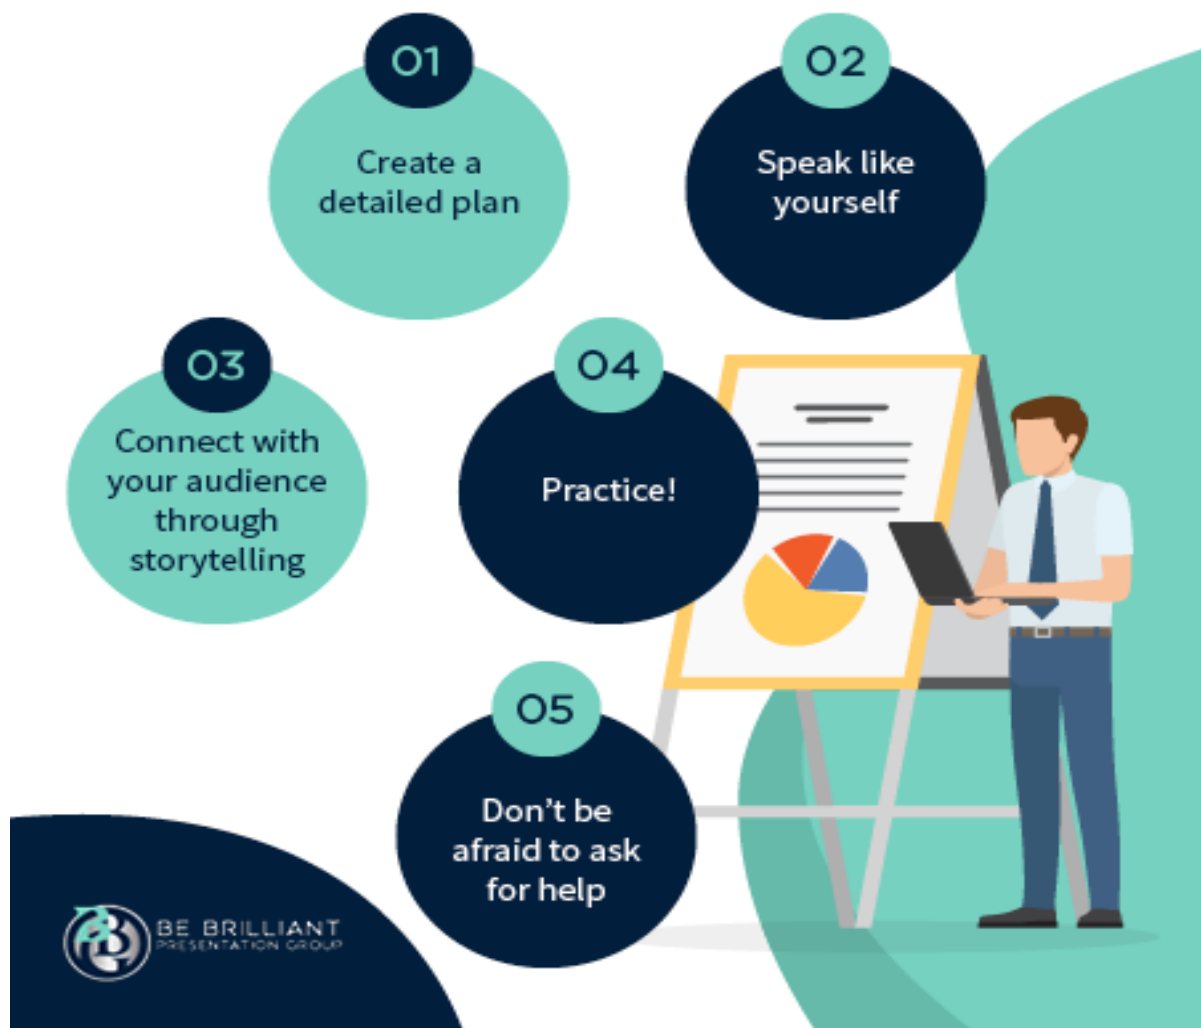 01
Create a
detailed plan
02
Speak like
yourself
03
Connect with
your audience
through
storytelling
04
Practice!
05
Don’t be
afraid to ask
for help
BE BRILLIANT
PRESENTATION GROUP